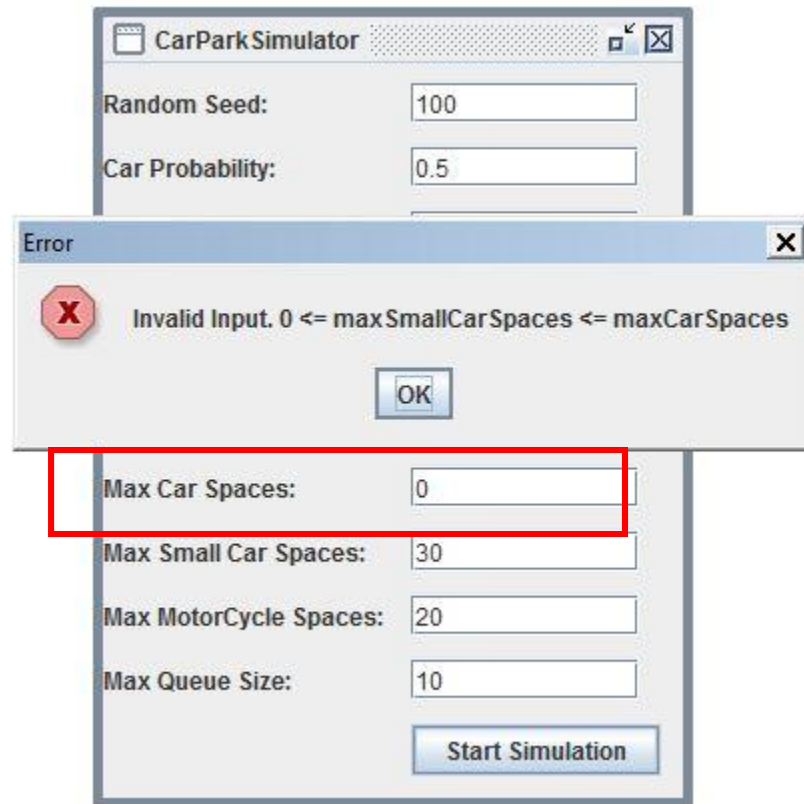 CarParkSimulator
Random Seed: 100
Car Probability: 0.5
Error
Invalid Input. 0 <= maxSmallCarSpaces <= maxCarSpaces
OK
Max Car Spaces: 0
Max Small Car Spaces: 30
Max MotorCycle Spaces: 20
Max Queue Size: 10
Start Simulation